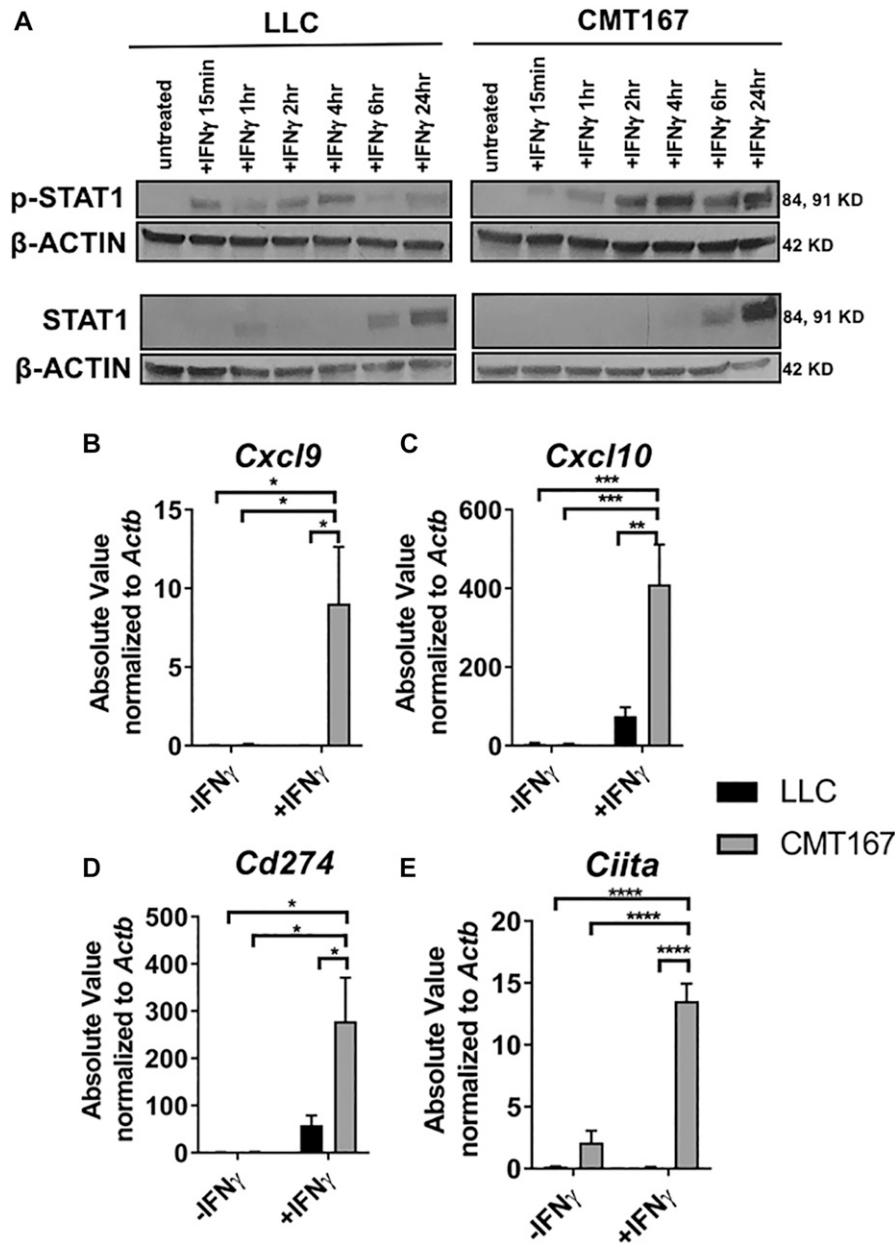 A
LLC
CMT167
untreated
+IFNγ 15min
+IFNγ 1hr
+IFNγ 2hr
+IFNγ 4hr
+IFNγ 6hr
+IFNγ 24hr
untreated
+IFNγ 15min
+IFNγ 1hr
+IFNγ 2hr
+IFNγ 4hr
+IFNγ 6hr
+IFNγ 24hr
p-STAT1
84, 91 KD
β-ACTIN
42 KD
STAT1
84, 91 KD
β-ACTIN
42 KD
B
Cxcl9
Absolute Value
normalized to Actb
15
10
5
0
*
*
*
-IFNγ
+IFNγ
C
Cxcl10
Absolute Value
normalized to Actb
600
400
200
0
***
***
**
-IFNγ
+IFNγ
LLC
CMT167
D
Cd274
Absolute Value
normalized to Actb
500
400
300
200
100
0
*
*
*
-IFNγ
+IFNγ
E
Ciita
Absolute Value
normalized to Actb
20
15
10
5
0
****
****
****
-IFNγ
+IFNγ